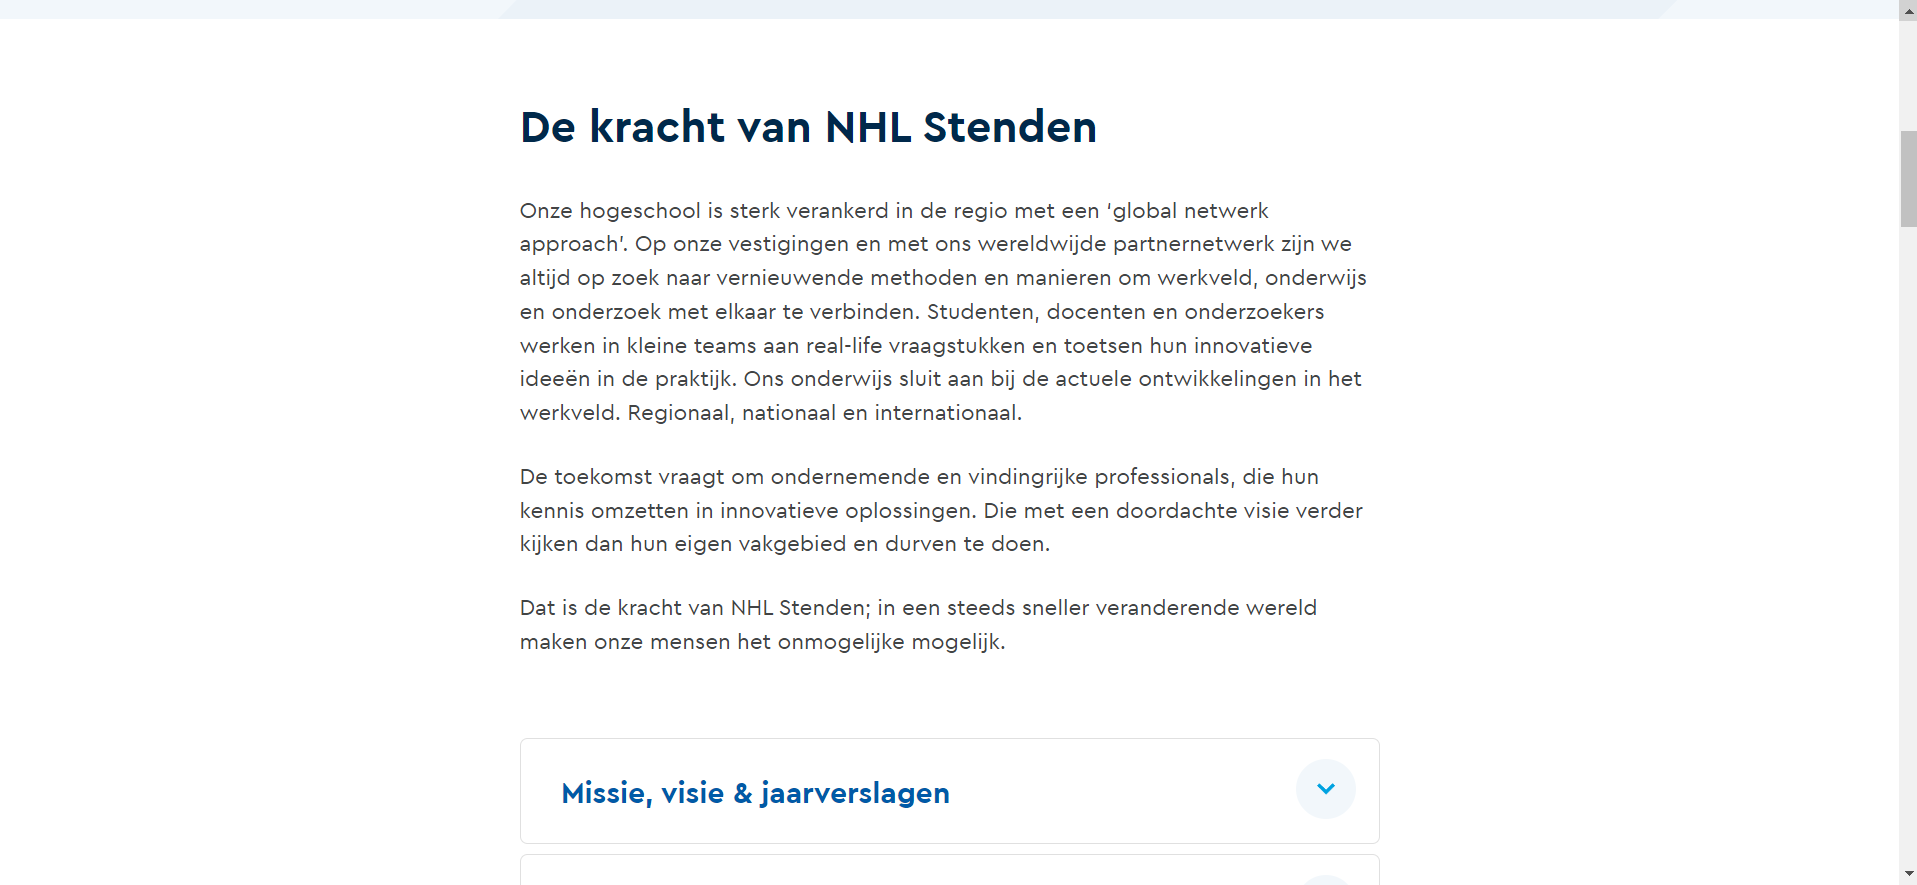 De kracht van NHL Stenden
Onze hogeschool is sterk verankerd in de regio met een ‘global netwerk
approach’. Op onze vestigingen en met ons wereldwijde partnernetwerk zijn we
altijd op zoek naar vernieuwende methoden en manieren om werkveld, onderwijs
en onderzoek met elkaar te verbinden. Studenten, docenten en onderzoekers
werken in kleine teams aan real-life vraagstukken en toetsen hun innovatieve
ideeën in de praktijk. Ons onderwijs sluit aan bij de actuele ontwikkelingen in het
werkveld. Regionaal, nationaal en internationaal.
De toekomst vraagt om ondernemende en vindingrijke professionals, die hun
kennis omzetten in innovatieve oplossingen. Die met een doordachte visie verder
kijken dan hun eigen vakgebied en durven te doen.
Dat is de kracht van NHL Stenden; in een steeds sneller veranderende wereld
maken onze mensen het onmogelijke mogelijk.
Missie, visie & jaarverslagen